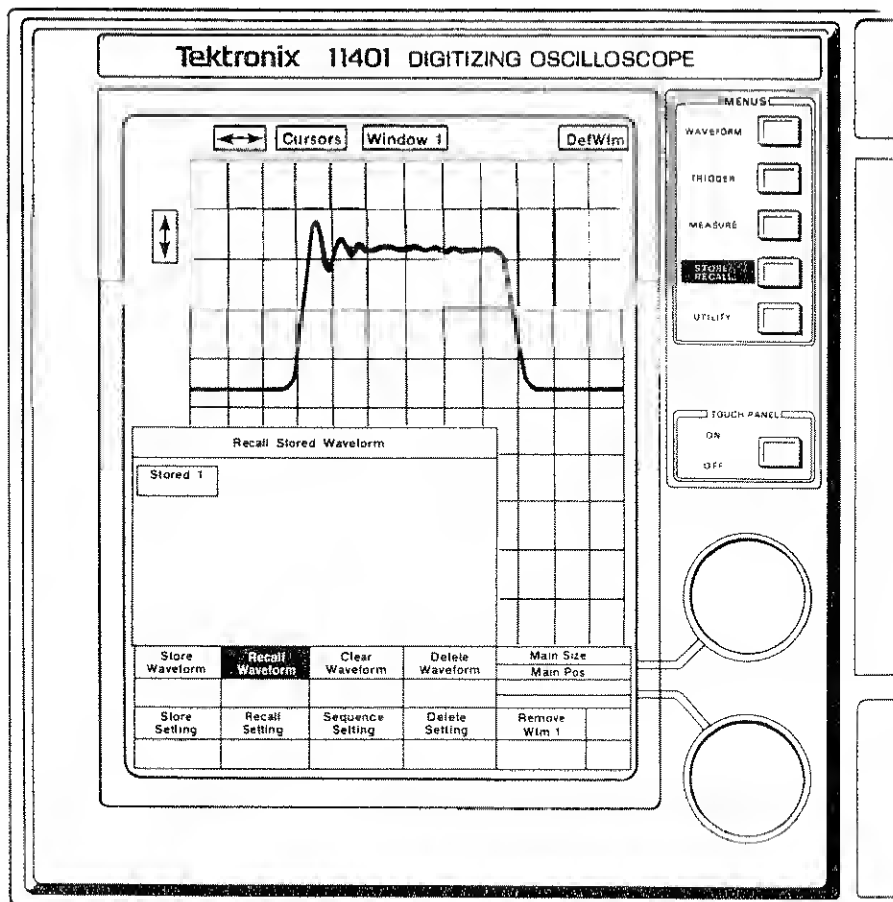 Tektronix 11401 DIGITIZING OSCILLOSCOPE
Cursors Window 1 DefWfm
MENUS
WAVEFORM
TRIGGER
MEASURE
STORE/
RECALL
UTILITY
TOUCH PANEL
ON
OFF
Recall Stored Waveform
Stored 1
Store Waveform
Recall Waveform
Clear Waveform
Delete Waveform
Main Size
Main Pos
Store Setting
Recall Setting
Sequence Setting
Delete Setting
Remove Wfm 1